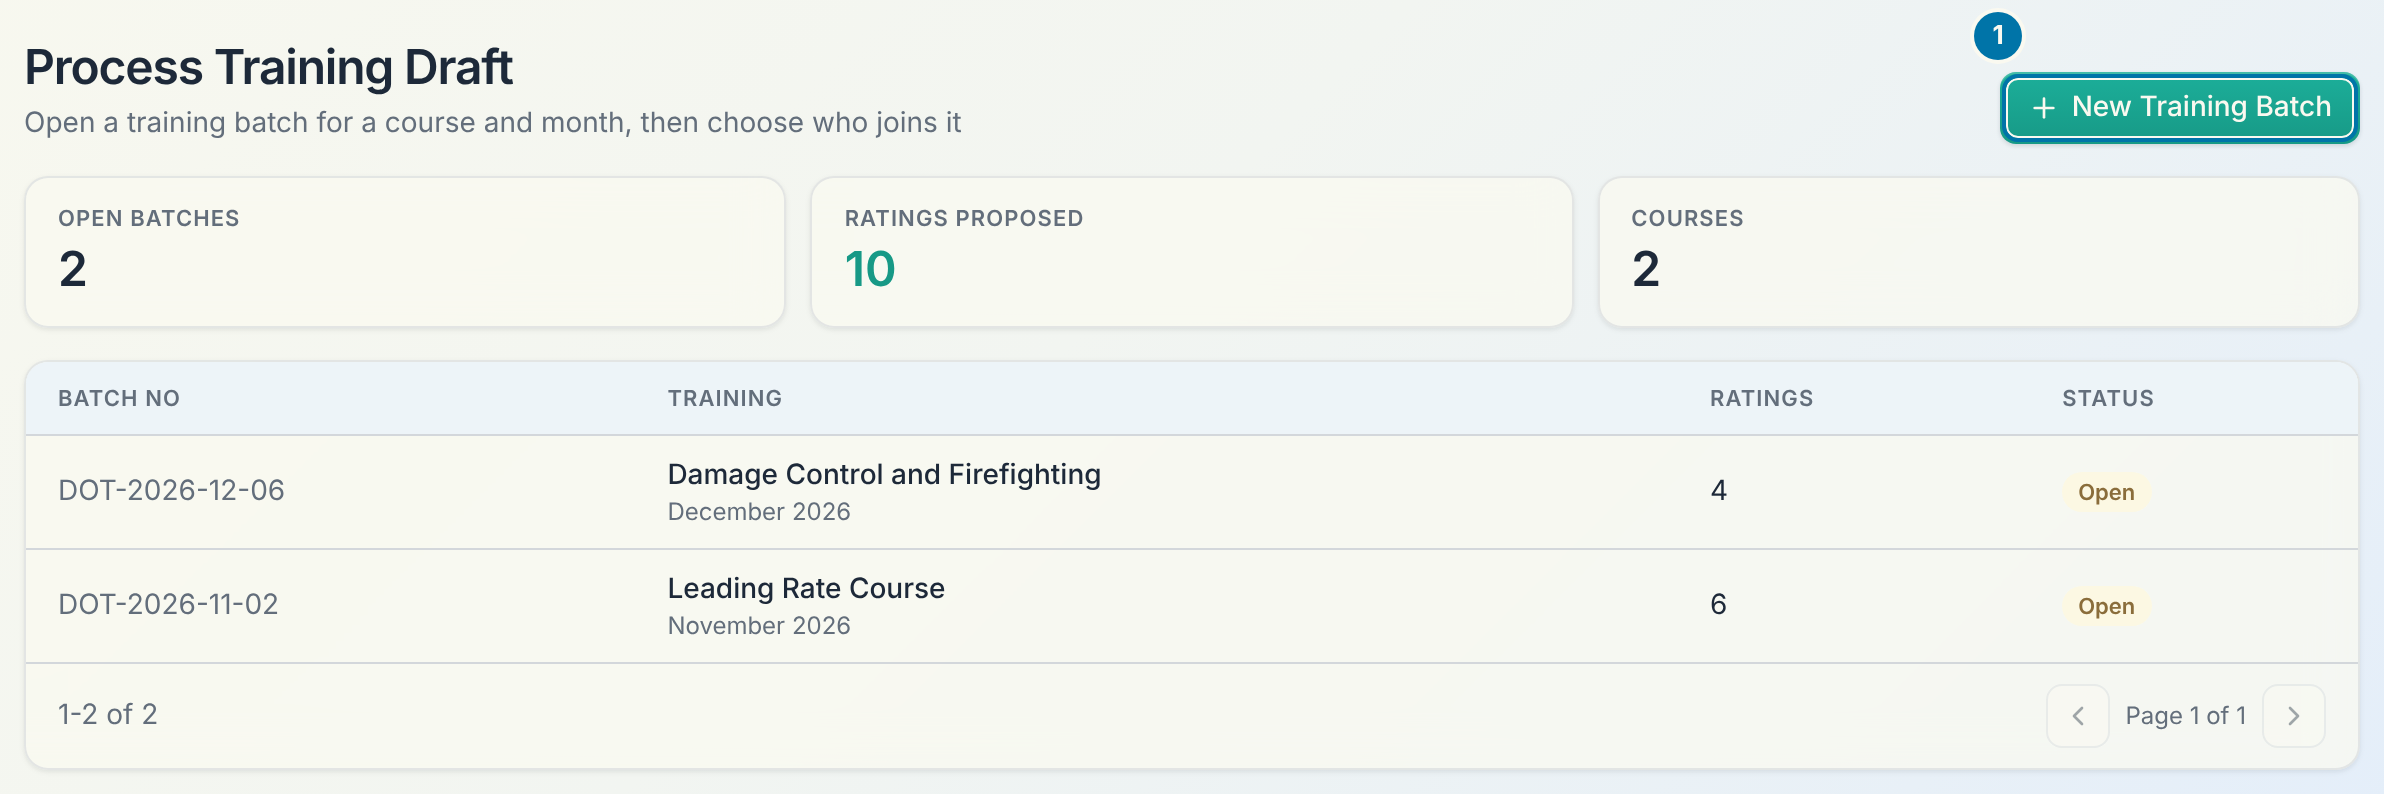 1
Process Training Draft
Open a training batch for a course and month, then choose who joins it
+ New Training Batch
OPEN BATCHES
2
RATINGS PROPOSED
10
COURSES
2
BATCH NO TRAINING RATINGS STATUS
DOT-2026-12-06 Damage Control and Firefighting 4 Open
December 2026
DOT-2026-11-02 Leading Rate Course 6 Open
November 2026
1-2 of 2 Page 1 of 1